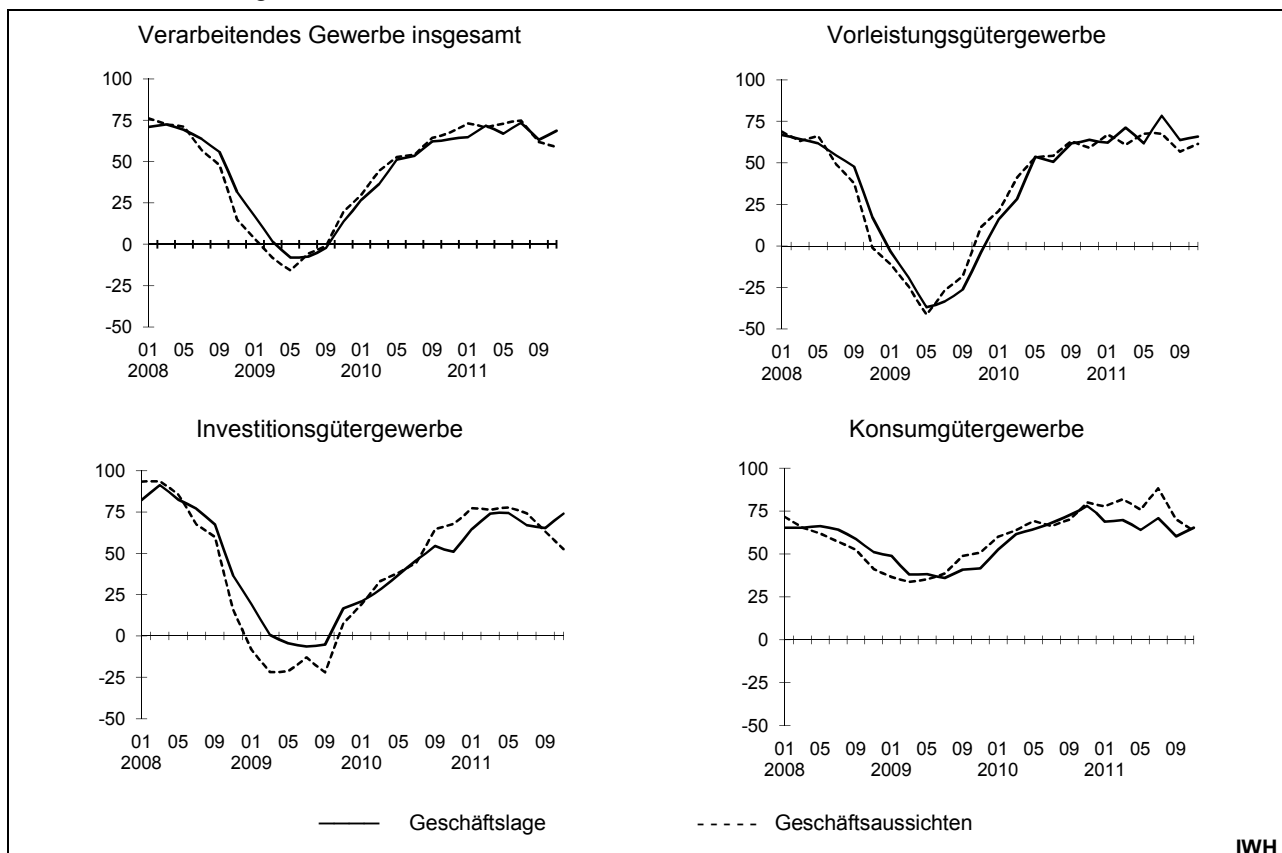 Verarbeitendes Gewerbe insgesamt
100
75
50
25
0
-25
-50
01 05 09 01 05 09 01 05 09 01 05 09
2008 2009 2010 2011
Vorleistungsgütergewerbe
100
75
50
25
0
-25
-50
01 05 09 01 05 09 01 05 09 01 05 09
2008 2009 2010 2011
Investitionsgütergewerbe
100
75
50
25
0
-25
-50
01 05 09 01 05 09 01 05 09 01 05 09
2008 2009 2010 2011
Konsumgütergewerbe
100
75
50
25
0
-25
-50
01 05 09 01 05 09 01 05 09 01 05 09
2008 2009 2010 2011
Geschäftslage Geschäftsaussichten
IWH